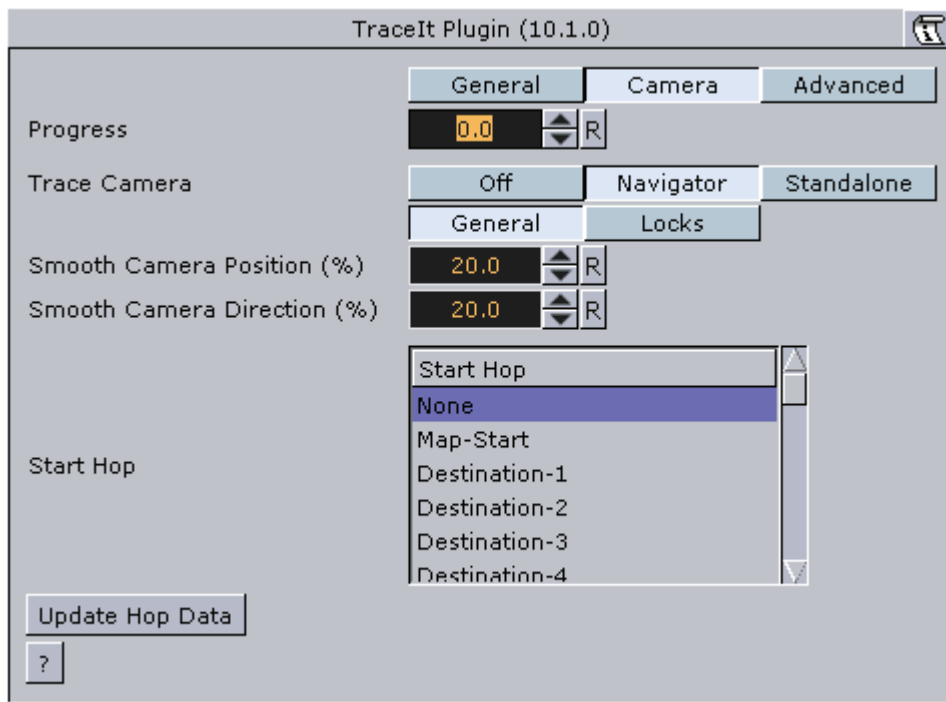 TraceIt Plugin (10.1.0)
General Camera Advanced
Progress 0.0 R
Trace Camera Off Navigator Standalone
General Locks
Smooth Camera Position (%) 20.0 R
Smooth Camera Direction (%) 20.0 R
Start Hop
None
Map-Start
Start Hop
Destination-1
Destination-2
Destination-3
Destination-4
Update Hop Data
?